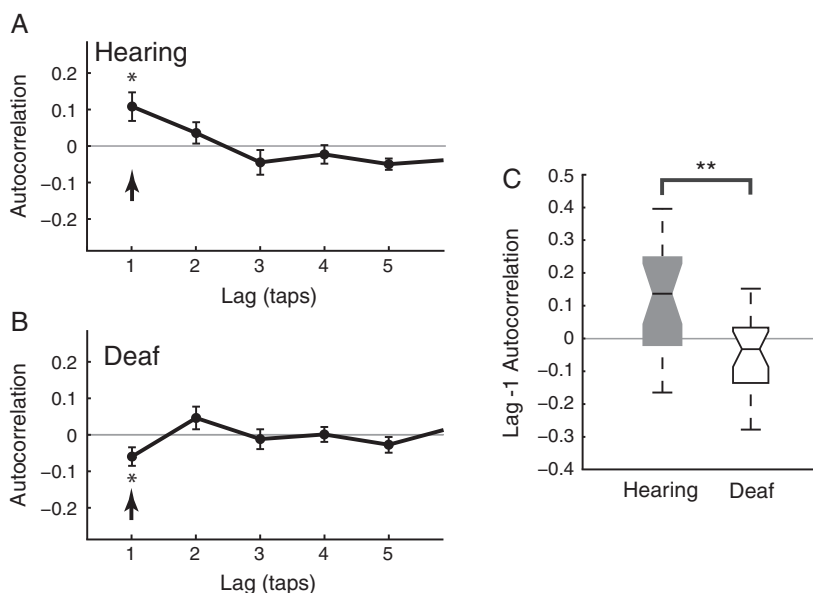 A
Hearing
Autocorrelation
0.2
0.1
0
−0.1
−0.2
*
1 2 3 4 5
Lag (taps)
B
Deaf
Autocorrelation
0.2
0.1
0
−0.1
−0.2
*
1 2 3 4 5
Lag (taps)
C
**
Lag -1 Autocorrelation
0.5
0.4
0.3
0.2
0.1
0
−0.1
−0.2
−0.3
−0.4
Hearing Deaf